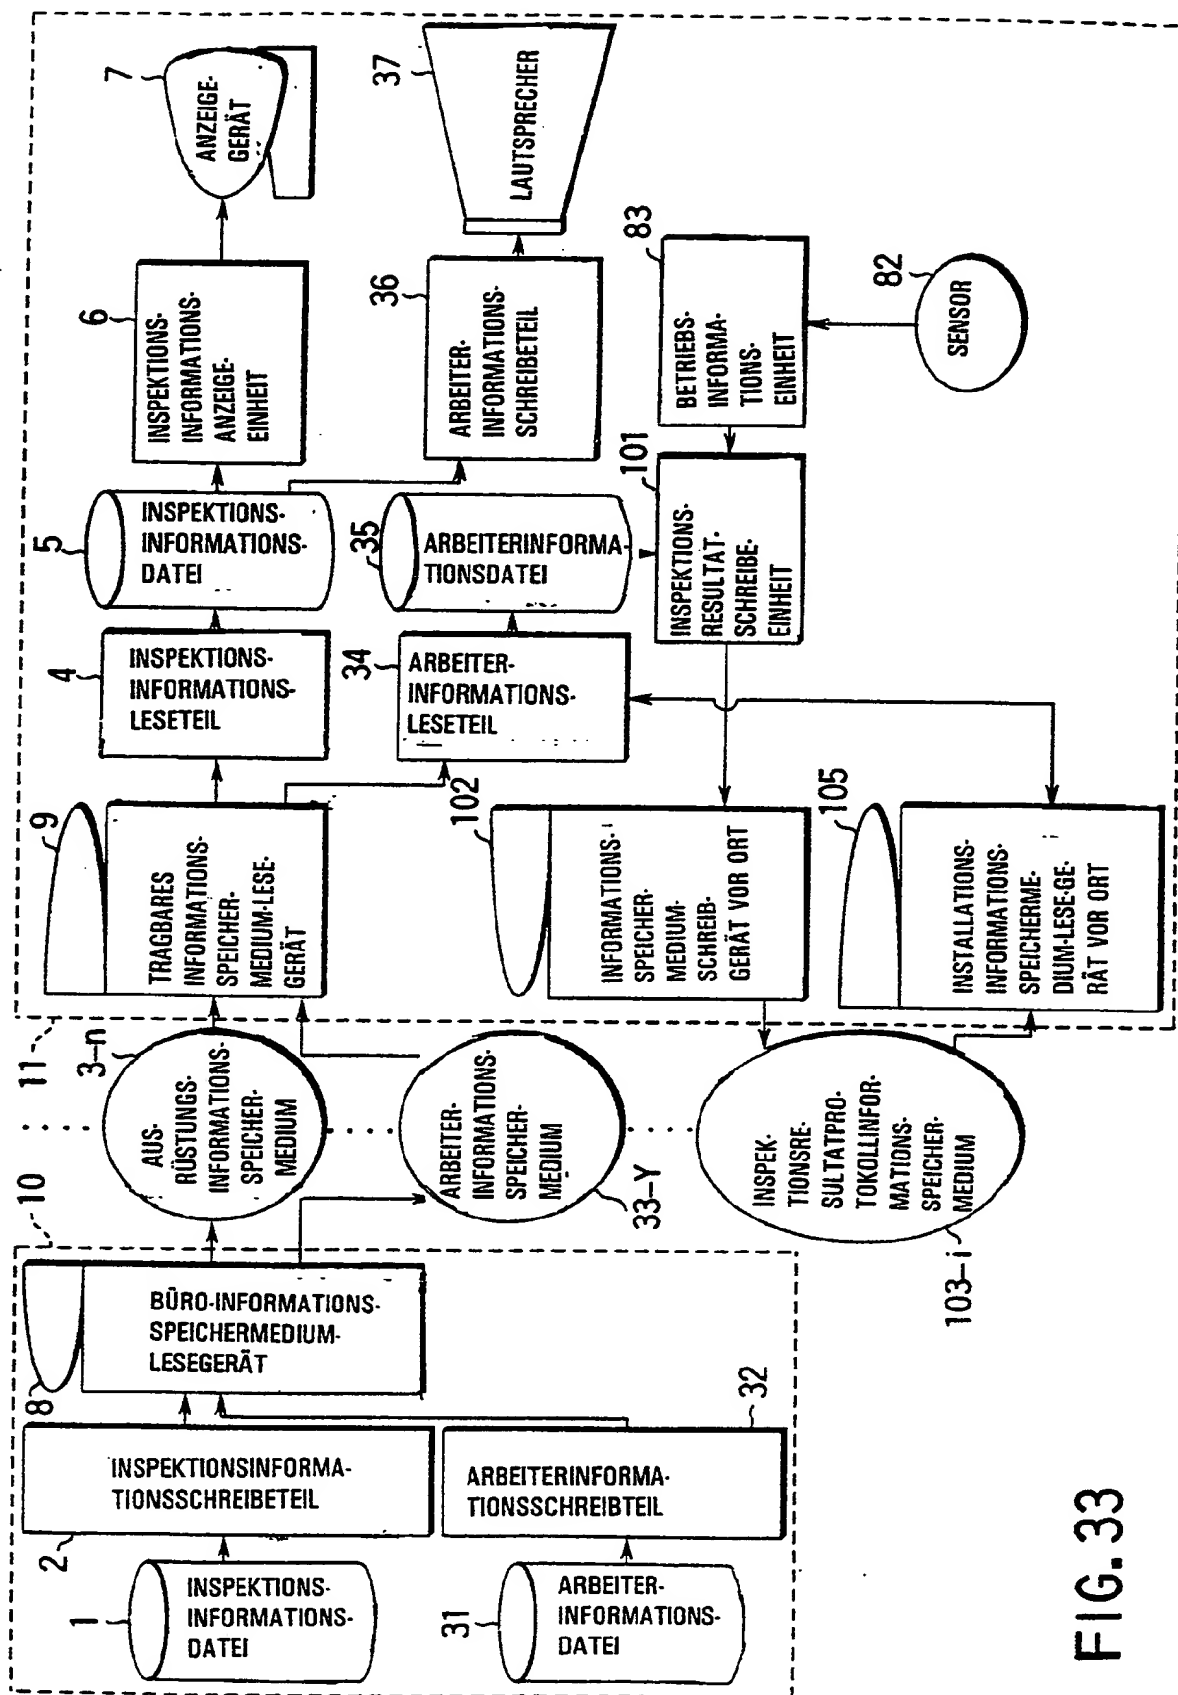 10
1
INSPEKTIONS-
INFORMATIONS-
DATEI
2
INSPEKTIONSINFORMA-
TIONSSCHREIBETEIL
8
BÜRO-INFORMATIONS-
SPEICHERMEDIUM-
LESEGERÄT
31
ARBEITER-
INFORMATIONS-
DATEI
ARBEITERINFORMA-
TIONSSCHREIBTEIL
32
3-n
AUS-
RÜSTUNGS-
INFORMATIONS-
SPEICHER-
MEDIUM
ARBEITER
INFORMATIONS-
SPEICHER-
MEDIUM
33-Y
INSPEK-
TIONSRE-
SULTATPRO-
TOKOLLINFOR-
MATIONS-
SPEICHER-
MEDIUM
103-i
11
9
TRAGBARES
INFORMATIONS-
SPEICHER-
MEDIUM-LESE-
GERÄT
4
INSPEKTIONS-
INFORMATIONS-
LESETEIL
5
INSPEKTIONS-
INFORMATIONS-
DATEI
6
INSPEKTIONS-
INFORMATIONS-
ANZEIGE-
EINHEIT
7
ANZEIGE-
GERÄT
34
ARBEITER-
INFORMATIONS-
LESETEIL
35
ARBEITERINFORMA-
TIONSDATEI
36
ARBEITER-
INFORMATIONS-
SCHREIBETEIL
37
LAUTSPRECHER
102
INFORMATIONS-
SPEICHER-
MEDIUM-
SCHREIB-
GERÄT VOR ORT
101
INSPEKTIONS-
RESULTAT-
SCHREIBE-
EINHEIT
83
BETRIEBS-
INFORMA-
TIONS-
EINHEIT
82
SENSOR
105
INSTALLATIONS-
INFORMATIONS-
SPEICHERME-
DIUM-LESE-GE-
RÄT VOR ORT
FIG. 33